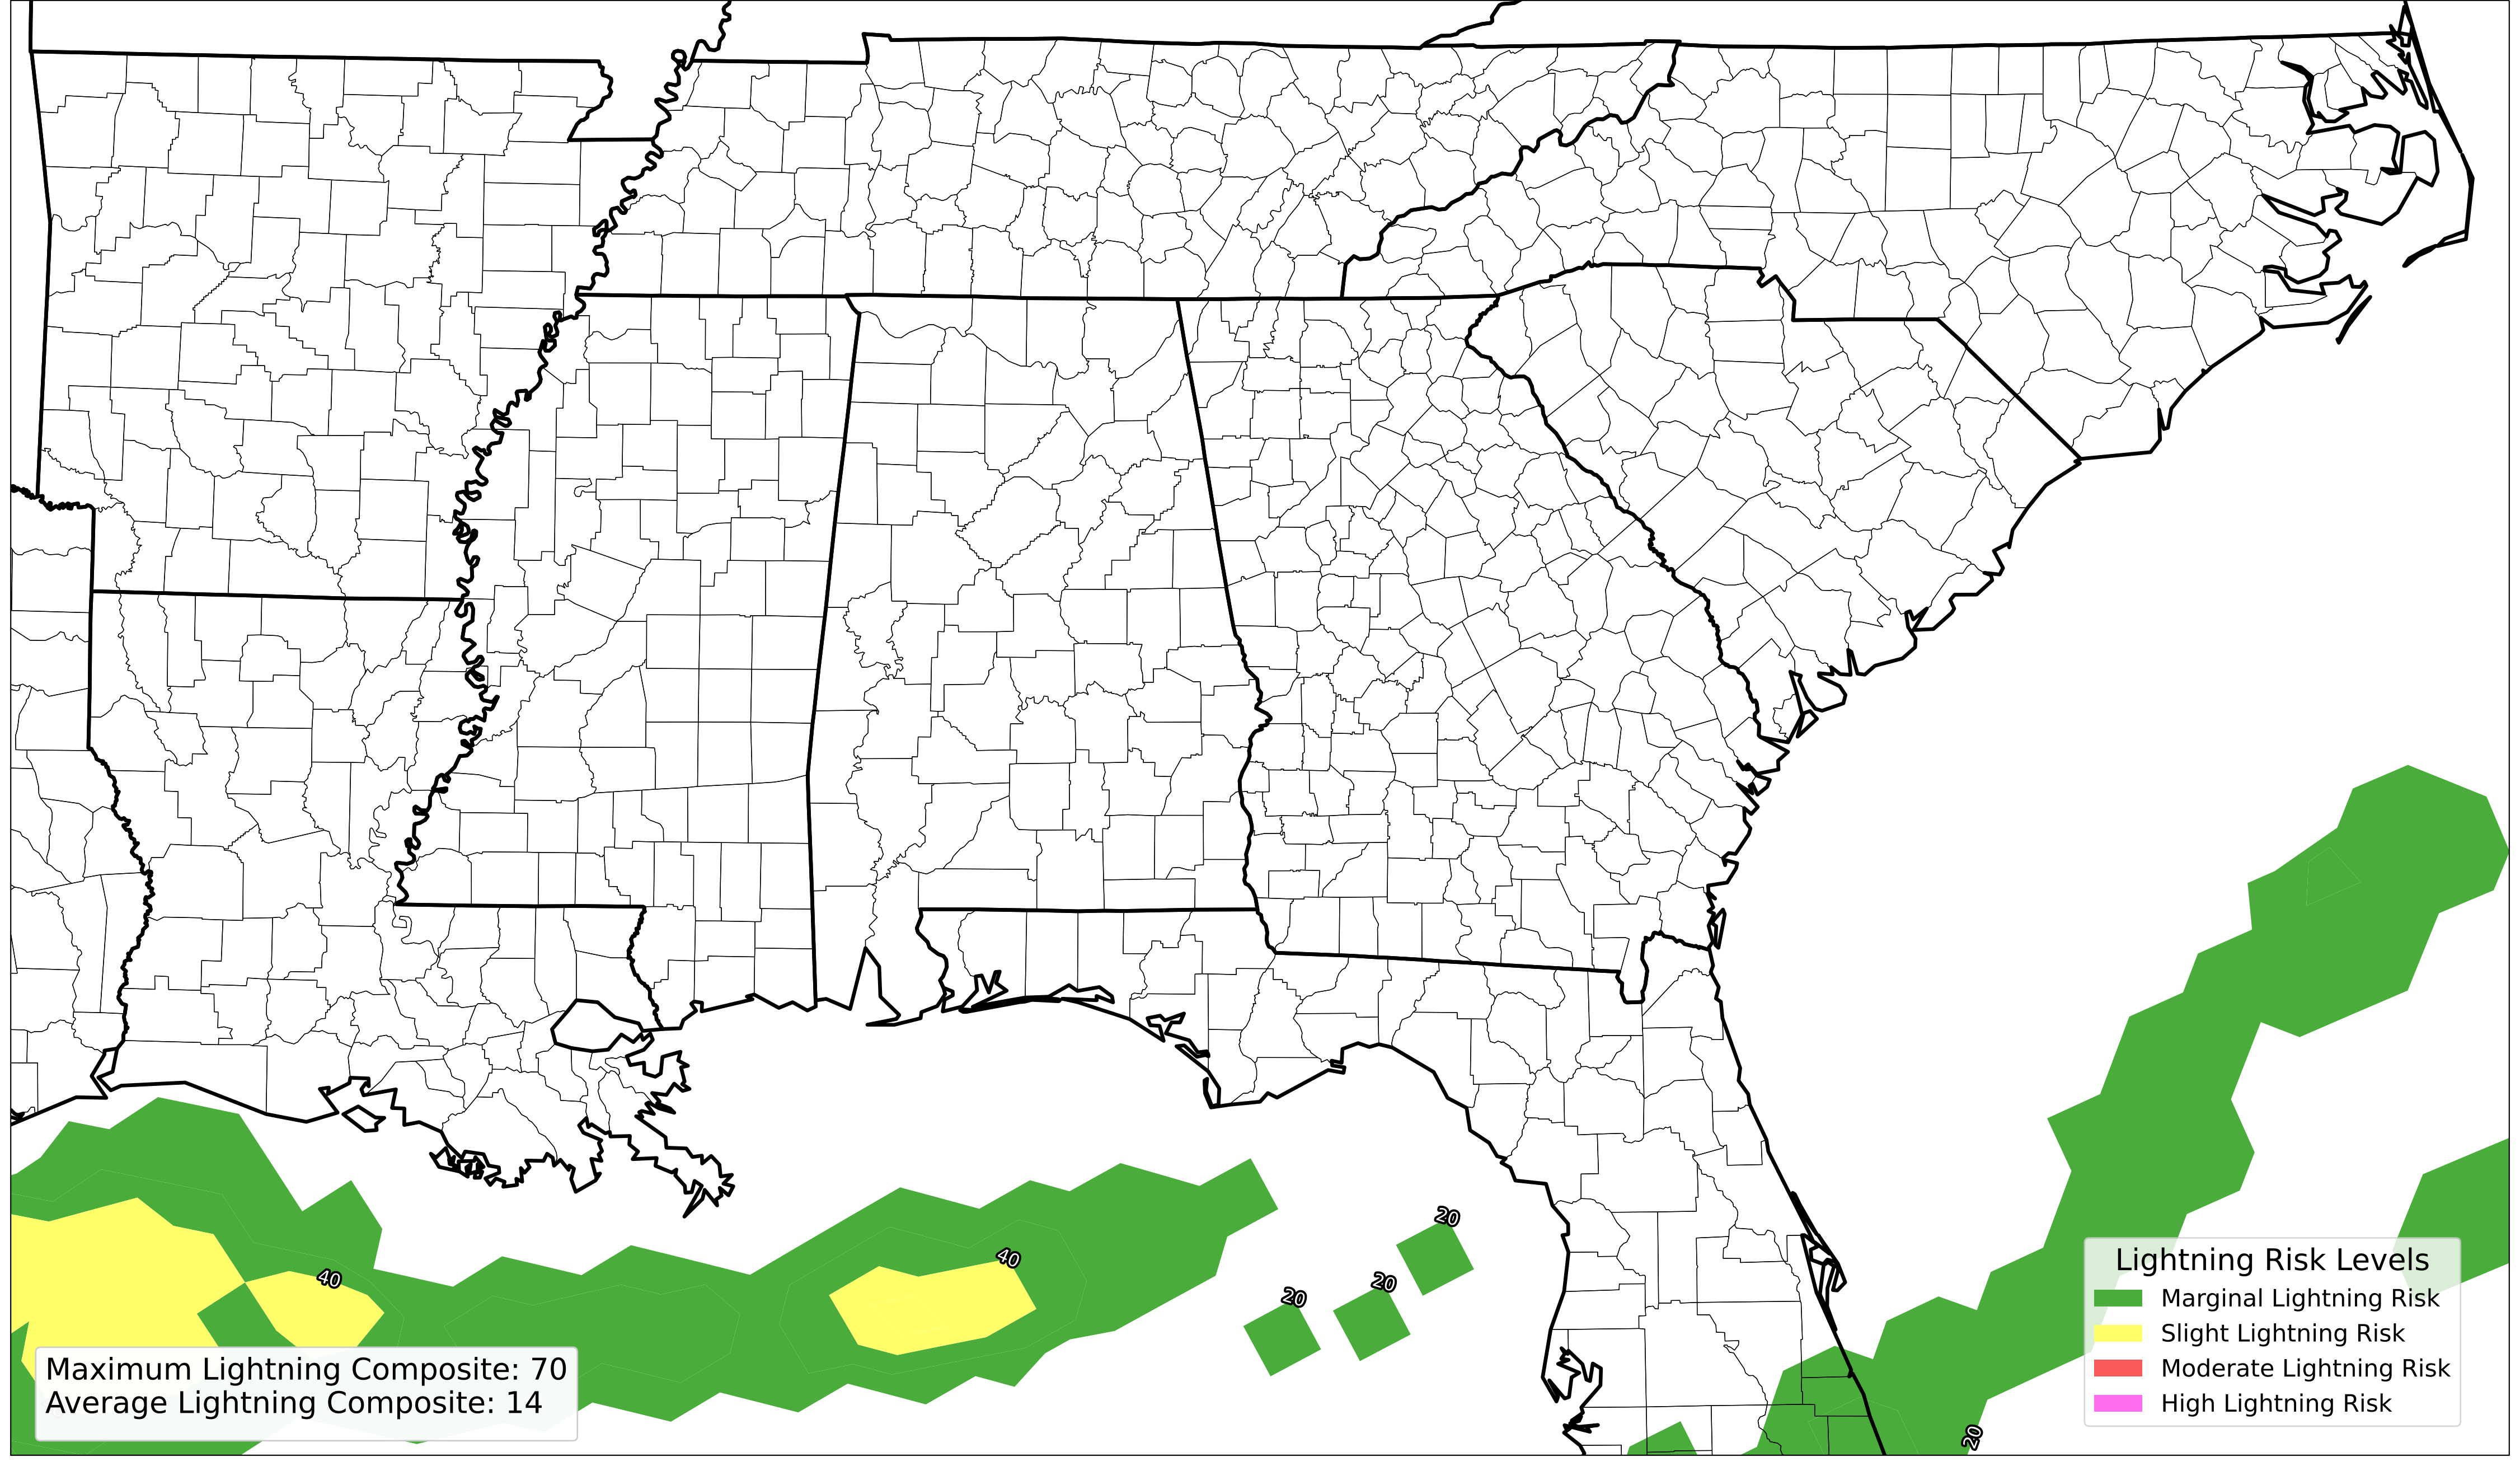 20
40
40
20
20
Lightning Risk Levels
Marginal Lightning Risk
Slight Lightning Risk
Moderate Lightning Risk
High Lightning Risk
Maximum Lightning Composite: 70
Average Lightning Composite: 14
20